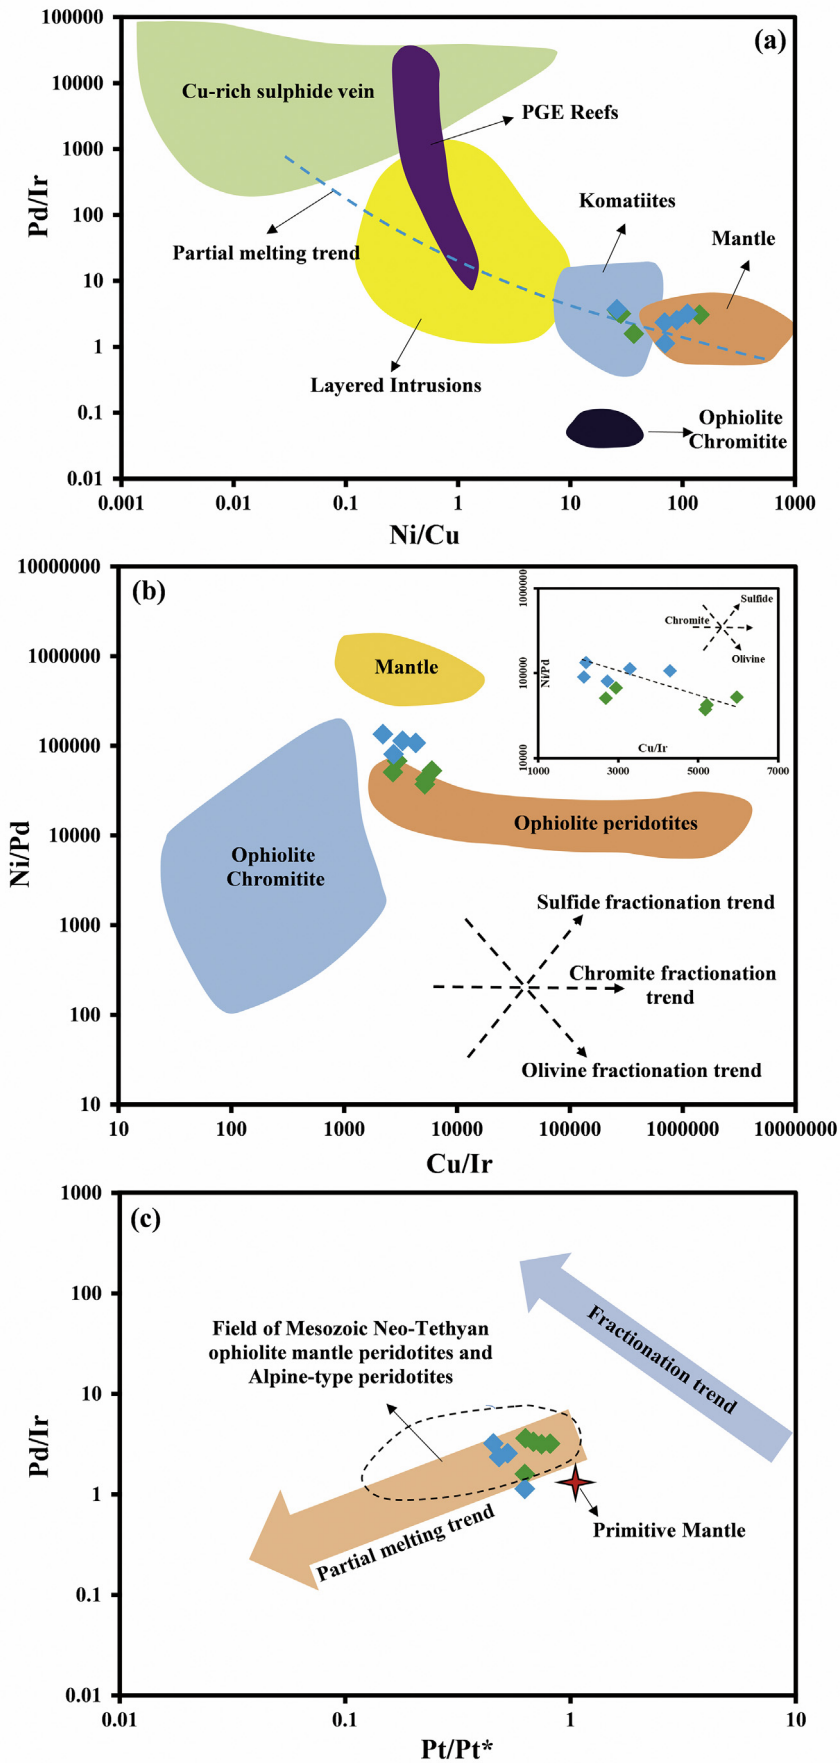 (a)
100000
10000
1000
100
10
1
0.1
0.01
Pd/Ir
Cu-rich sulphide vein
PGE Reefs
Komatiites
Mantle
Partial melting trend
Layered Intrusions
Ophiolite
Chromitite
0.001
0.01
0.1
1
10
100
1000
Ni/Cu
(b)
10000000
1000000
100000
10000
1000
100
10
Ni/Pd
Mantle
Ophiolite peridotites
Ophiolite
Chromitite
Sulfide fractionation trend
Chromite fractionation
trend
Olivine fractionation trend
1000000
100000
10000
Ni/Pd
Sulfide
Chromite
Olivine
Cu/Ir
1000
3000
5000
7000
10
100
1000
10000
100000
1000000
10000000
Cu/Ir
(c)
1000
100
10
1
0.1
0.01
Pd/Ir
Field of Mesozoic Neo-Tethyan
ophiolite mantle peridotites and
Alpine-type peridotites
Fractionation trend
Partial melting trend
Primitive Mantle
0.01
0.1
1
10
Pt/Pt*